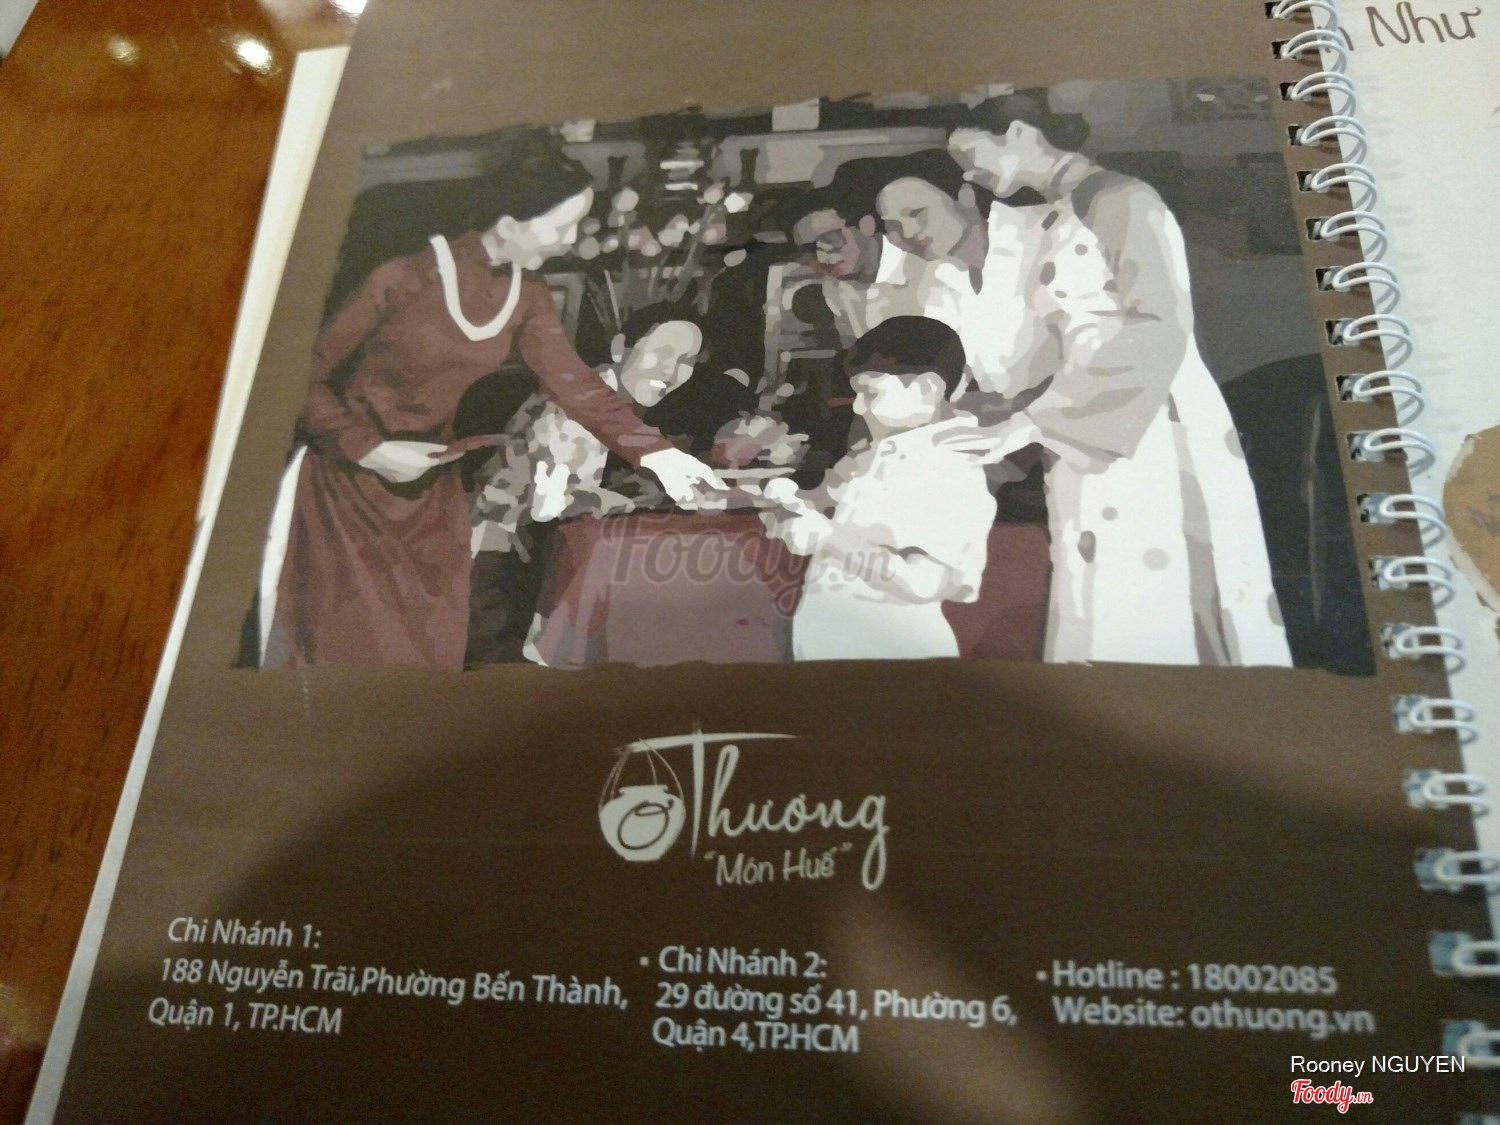 Như
Foody.vn
Ơ Thương
"Món Huế"
Chi Nhánh 1:
188 Nguyễn Trãi,Phường Bến Thành,
Quận 1, TP.HCM
▪ Chi Nhánh 2:
29 đường số 41, Phường 6,
Quận 4,TP.HCM
▪ Hotline : 18002085
Website: othuong.vn
Rooney NGUYEN
Foody.vn